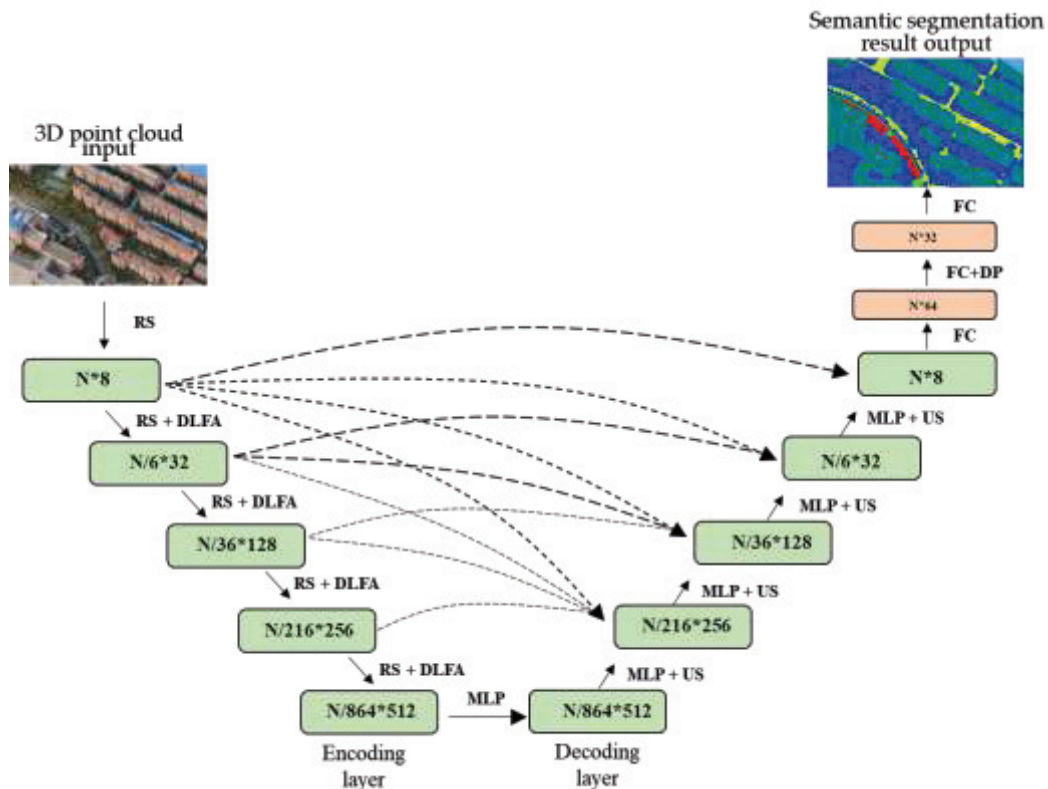 Semantic segmentation
result output
3D point cloud
input
FC
N*32
FC+DP
N*64
FC
RS
N*8
N*8
RS + DLFA
MLP + US
N/6*32
N/6*32
RS + DLFA
MLP + US
N/36*128
N/36*128
RS + DLFA
MLP + US
N/216*256
N/216*256
RS + DLFA
MLP + US
N/864*512
MLP
N/864*512
Encoding
layer
Decoding
layer